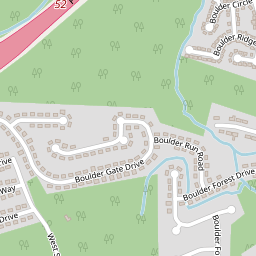 52
Boulder Circle
Boulder Ridge
Boulder Run Road
Boulder Gate Drive
Boulder Forest Drive
Drive
Way
Drive
West S
Boulder Fo